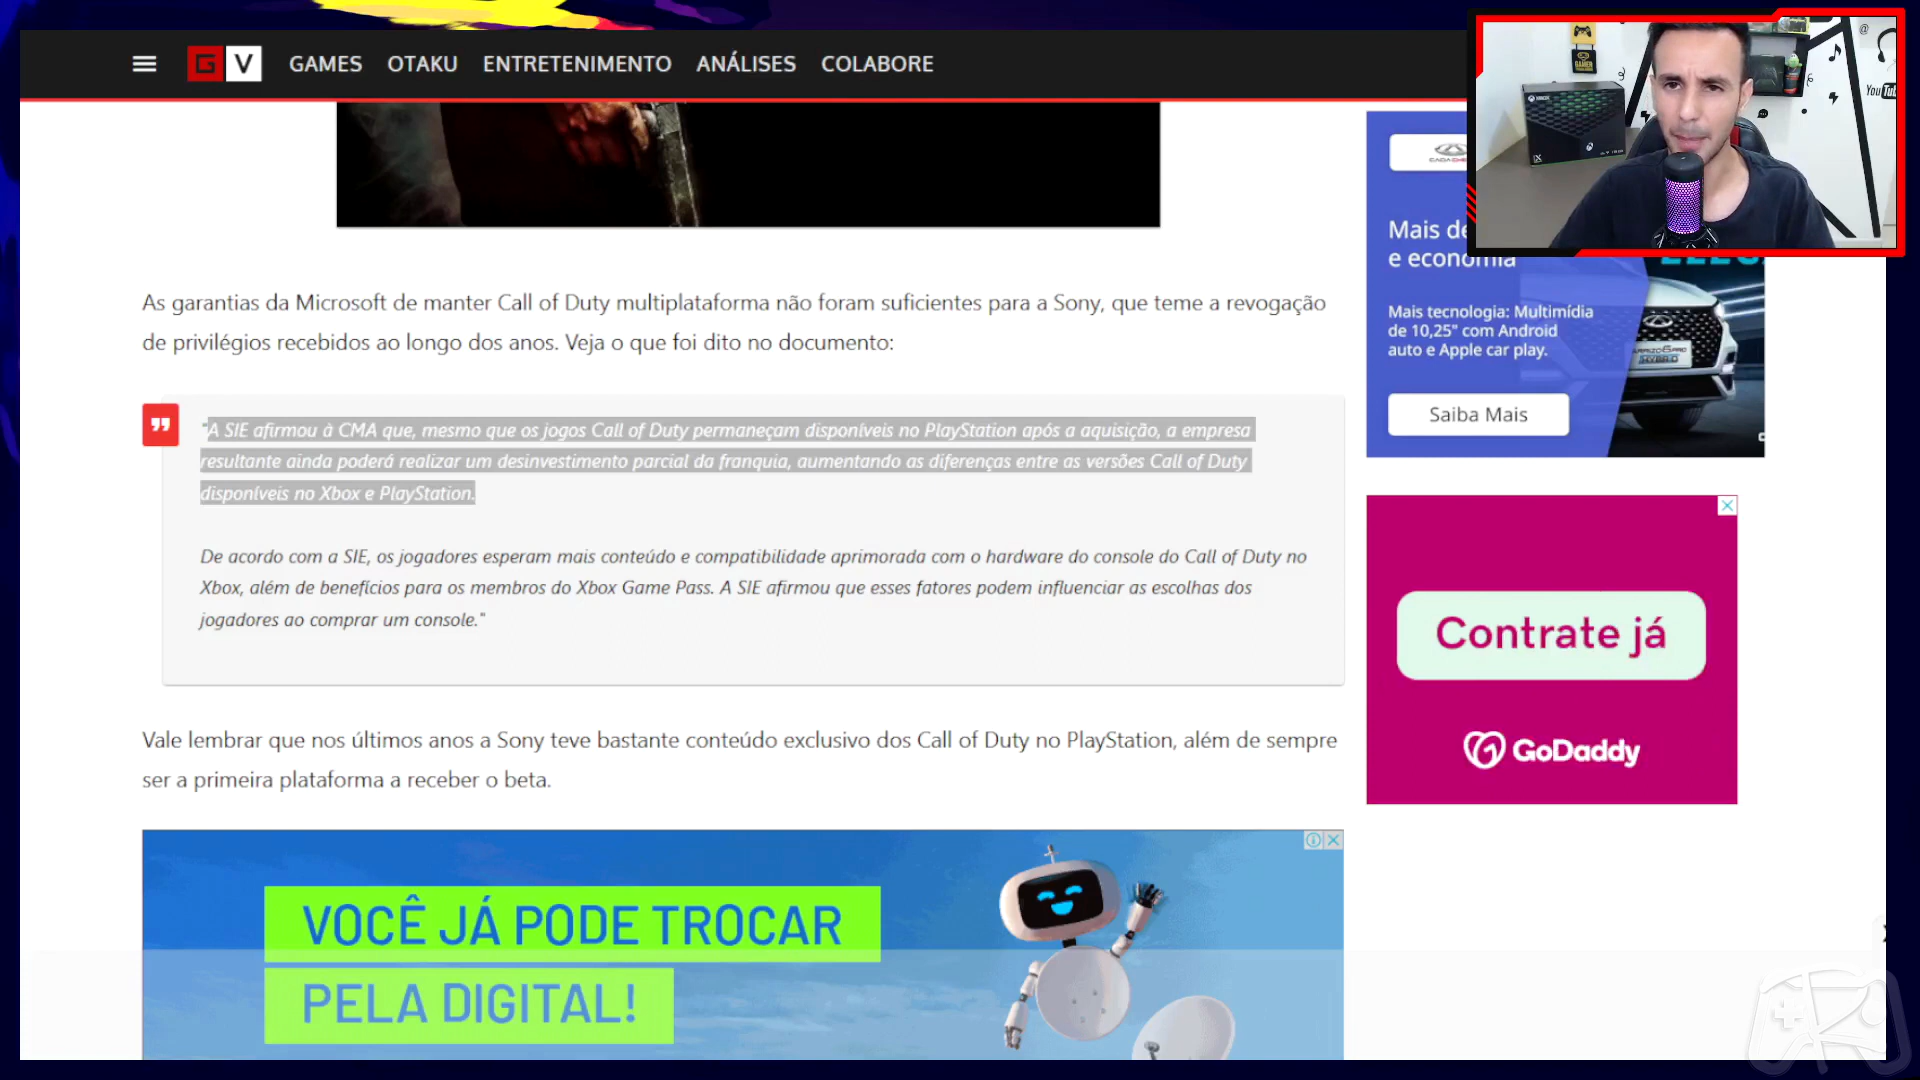 G V GAMES OTAKU ENTRETENIMENTO ANÁLISES COLABORE
As garantias da Microsoft de manter Call of Duty multiplataforma não foram suficientes para a Sony, que teme a revogação
de privilégios recebidos ao longo dos anos. Veja o que foi dito no documento:
"A SIE afirmou à CMA que, mesmo que os jogos Call of Duty permaneçam disponíveis no PlayStation após a aquisição, a empresa
resultante ainda poderá realizar um desinvestimento parcial da franquia, aumentando as diferenças entre as versões Call of Duty
disponíveis no Xbox e PlayStation.
De acordo com a SIE, os jogadores esperam mais conteúdo e compatibilidade aprimorada com o hardware do console do Call of Duty no
Xbox, além de benefícios para os membros do Xbox Game Pass. A SIE afirmou que esses fatores podem influenciar as escolhas dos
jogadores ao comprar um console."
Vale lembrar que nos últimos anos a Sony teve bastante conteúdo exclusivo dos Call of Duty no PlayStation, além de sempre
ser a primeira plataforma a receber o beta.
VOCÊ JÁ PODE TROCAR
PELA DIGITAL!
XBOX
You
Mais de
e economia
Mais tecnologia: Multimídia
de 10,25" com Android
auto e Apple car play.
HYBRID
Saiba Mais
Contrate já
GoDaddy